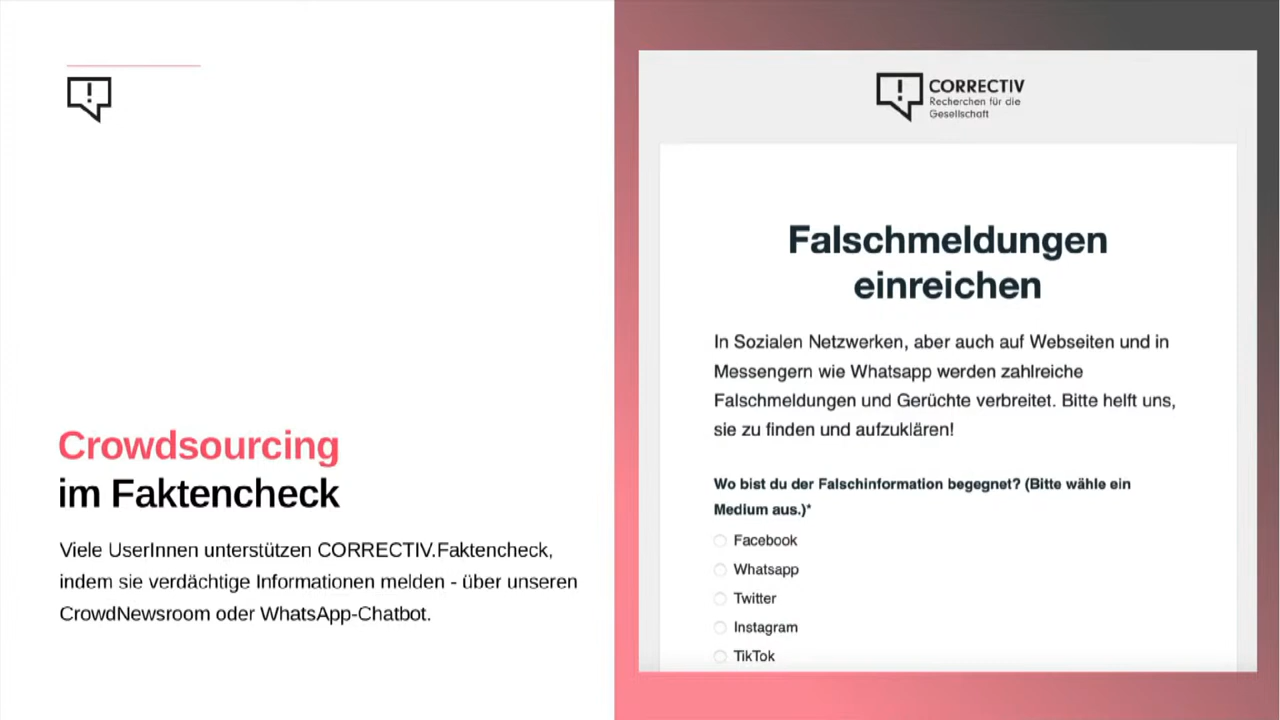 Crowdsourcing
im Faktencheck
Viele UserInnen unterstützen CORRECTIV.Faktencheck,
indem sie verdächtige Informationen melden - über unseren
CrowdNewsroom oder WhatsApp-Chatbot.
CORRECTIV
Recherchen für die
Gesellschaft
Falschmeldungen
einreichen
In Sozialen Netzwerken, aber auch auf Webseiten und in
Messengern wie Whatsapp werden zahlreiche
Falschmeldungen und Gerüchte verbreitet. Bitte helft uns,
sie zu finden und aufzuklären!
Wo bist du der Falschinformation begegnet? (Bitte wähle ein
Medium aus.)*
Facebook
Whatsapp
Twitter
Instagram
TikTok